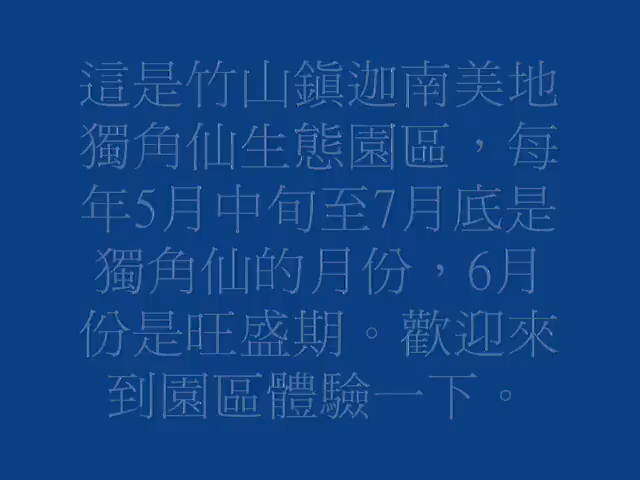 這是竹山鎮迦南美地
獨角仙生態園區，每
年5月中旬至7月底是
獨角仙的月份，6月
份是旺盛期。歡迎來
到園區體驗一下。